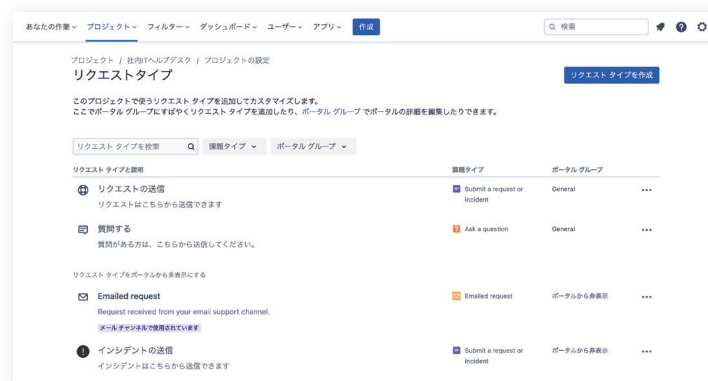 あなたの作業 プロジェクト フィルター ダッシュボード ユーザー アプリ 作成 検索
プロジェクト / 社内ITヘルプデスク / プロジェクトの設定
リクエストタイプ
リクエスト タイプを作成
このプロジェクトで使うリクエスト タイプを追加してカスタマイズします。
ここでポータル グループにすばやくリクエスト タイプを追加したり、ポータル グループ でポータルの詳細を編集したりできます。
リクエスト タイプを検索 課題タイプ ポータル グループ
リクエスト タイプと説明 課題タイプ ポータル グループ
リクエストの送信 Submit a request or incident General
リクエストはこちらから送信できます
質問する Ask a question General
質問がある方は、こちらから送信してください。
リクエスト タイプをポータルから非表示にする
Emailed request Emailed request ポータルから非表示
Request received from your email support channel.
メール チャンネルで使用されています
インシデントの送信 Submit a request or incident ポータルから非表示
インシデントはこちらから送信できます